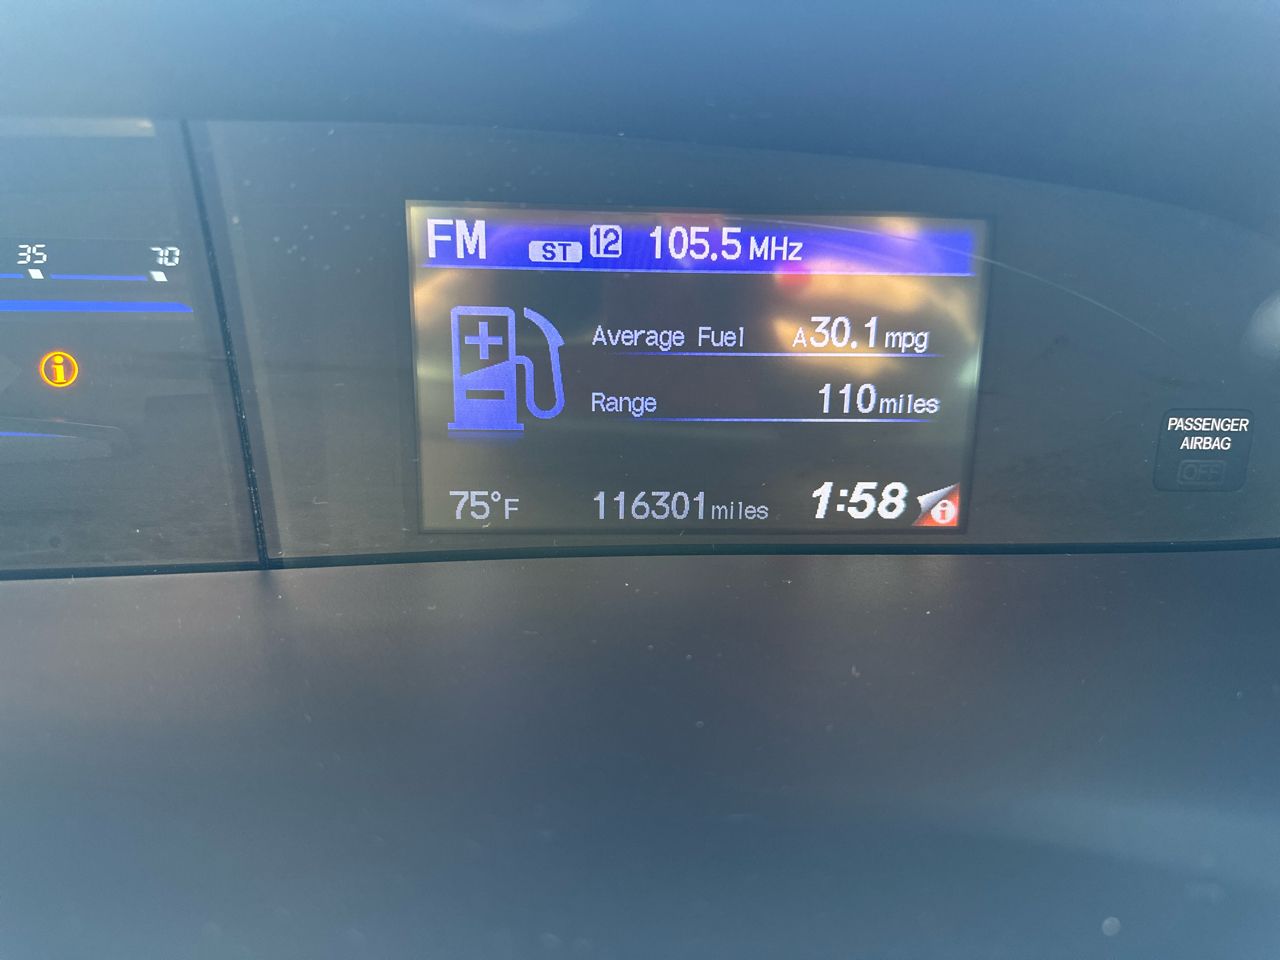 35 70
FM ST 12 105.5 MHz
Average Fuel A 30.1 mpg
Range 110 miles
75°F 116301 miles 1:58
PASSENGER
AIRBAG
OFF